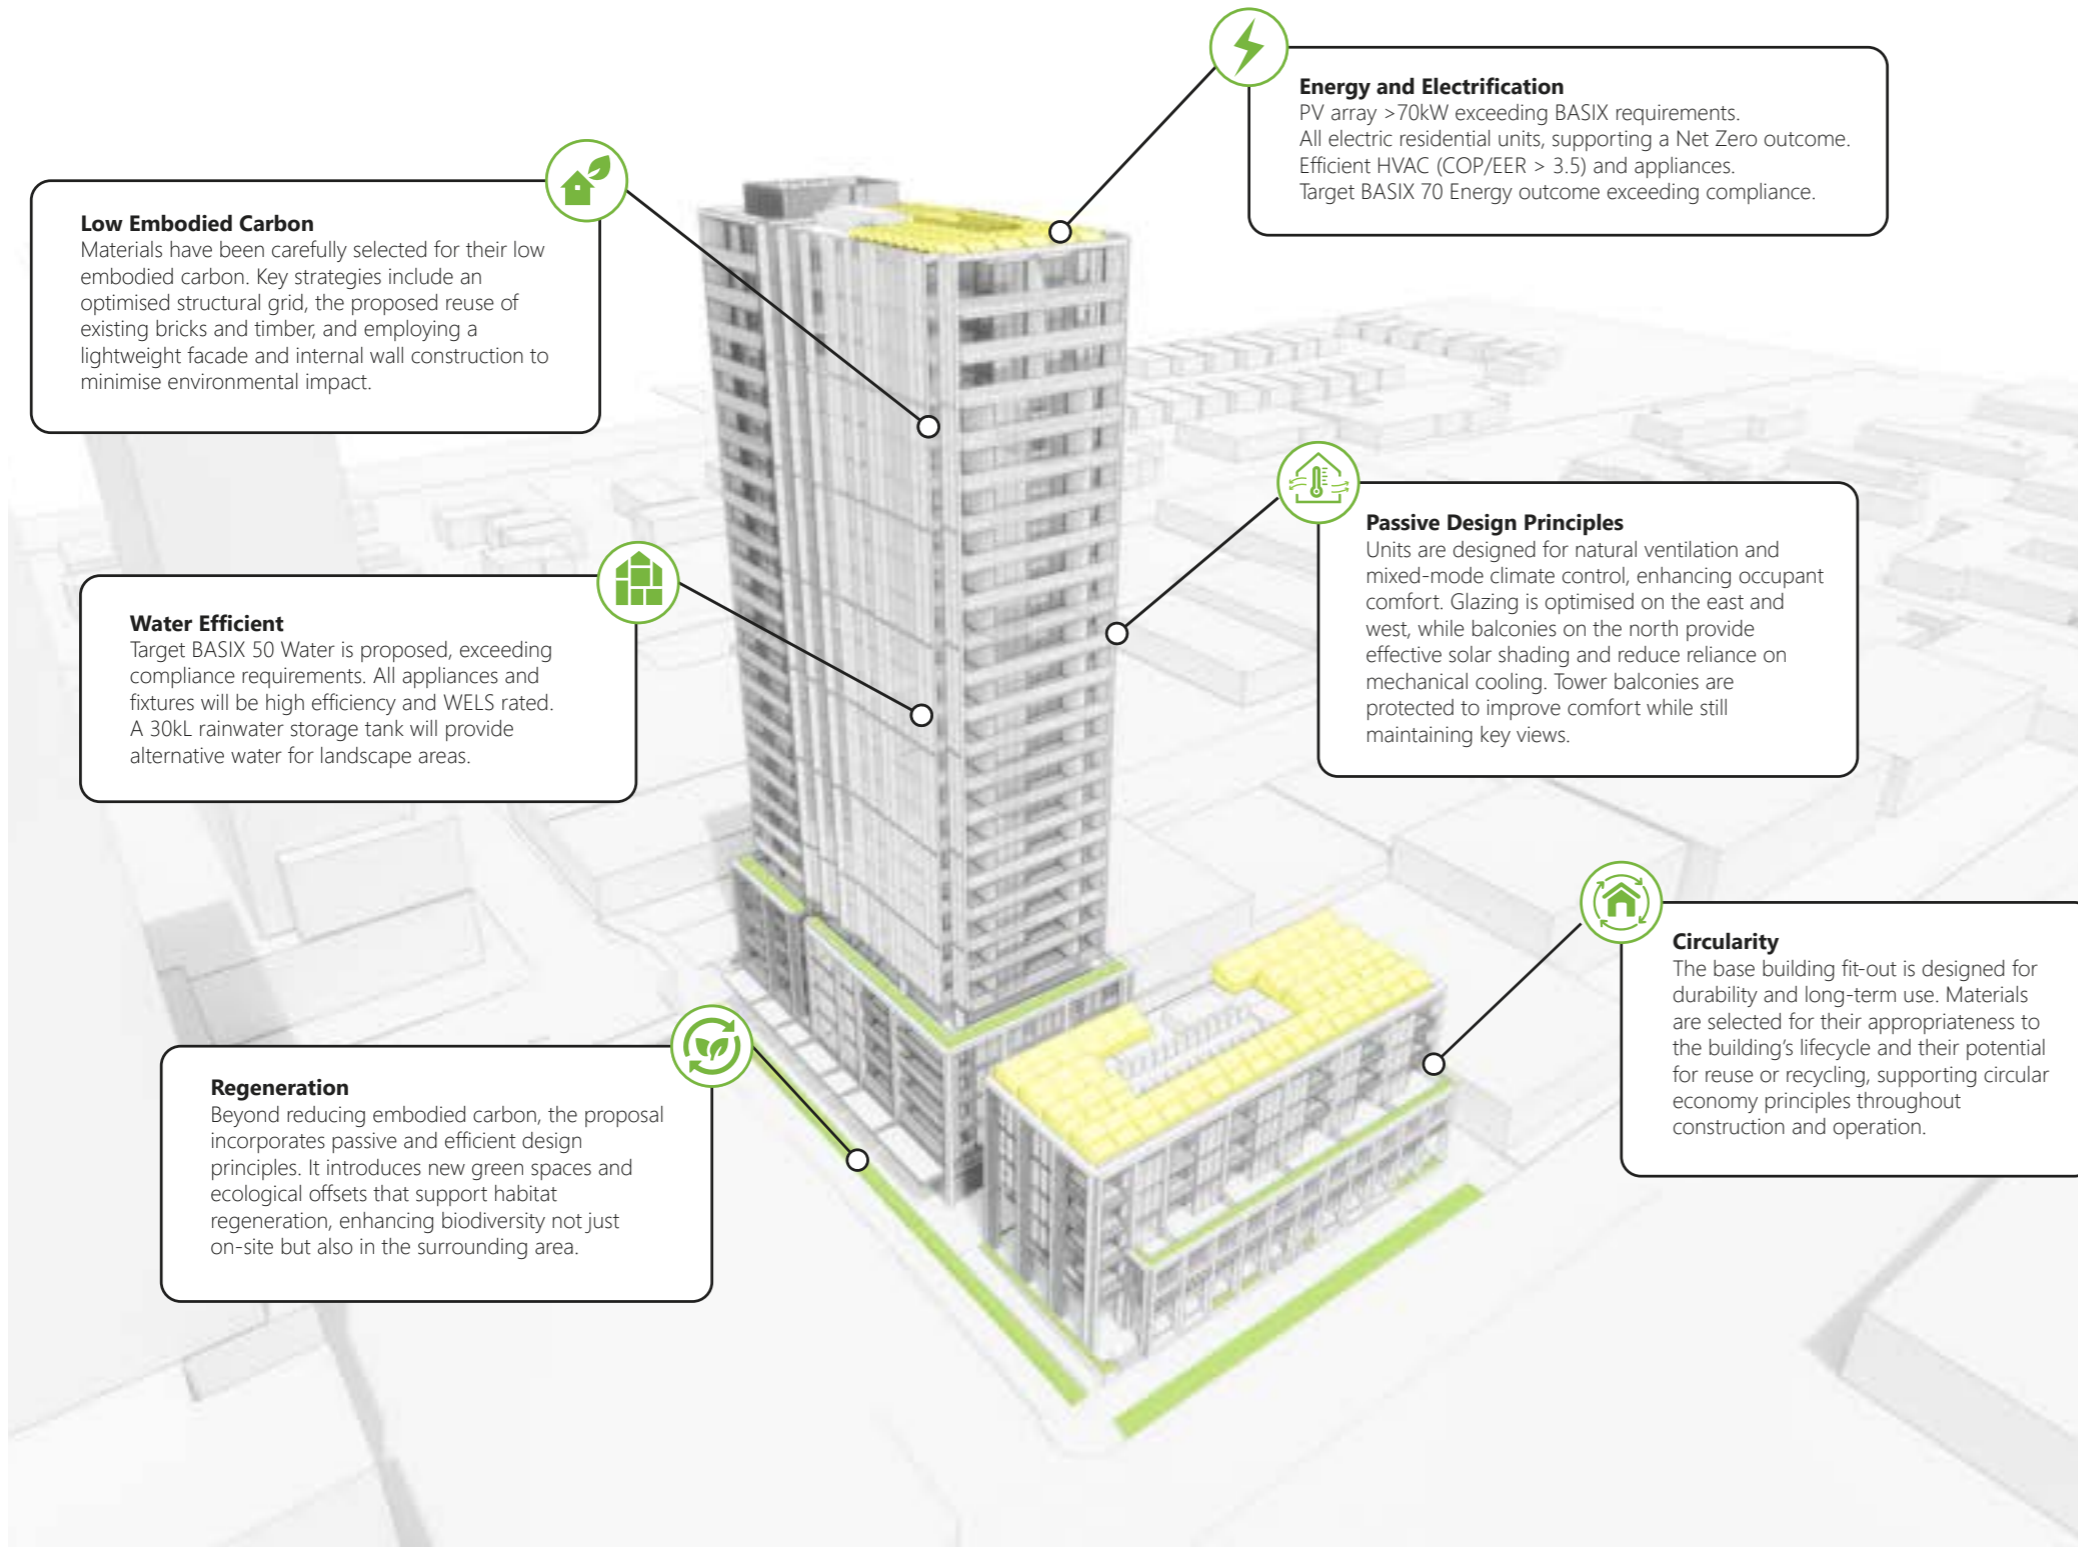 Energy and Electrification
PV array >70kW exceeding BASIX requirements.
All electric residential units, supporting a Net Zero outcome.
Efficient HVAC (COP/EER > 3.5) and appliances.
Target BASIX 70 Energy outcome exceeding compliance.
Low Embodied Carbon
Materials have been carefully selected for their low
embodied carbon. Key strategies include an
optimised structural grid, the proposed reuse of
existing bricks and timber, and employing a
lightweight facade and internal wall construction to
minimise environmental impact.
Passive Design Principles
Units are designed for natural ventilation and
mixed-mode climate control, enhancing occupant
comfort. Glazing is optimised on the east and
west, while balconies on the north provide
effective solar shading and reduce reliance on
mechanical cooling. Tower balconies are
protected to improve comfort while still
maintaining key views.
Water Efficient
Target BASIX 50 Water is proposed, exceeding
compliance requirements. All appliances and
fixtures will be high efficiency and WELS rated.
A 30kL rainwater storage tank will provide
alternative water for landscape areas.
Circularity
The base building fit-out is designed for
durability and long-term use. Materials
are selected for their appropriateness to
the building's lifecycle and their potential
for reuse or recycling, supporting circular
economy principles throughout
construction and operation.
Regeneration
Beyond reducing embodied carbon, the proposal
incorporates passive and efficient design
principles. It introduces new green spaces and
ecological offsets that support habitat
regeneration, enhancing biodiversity not just
on-site but also in the surrounding area.